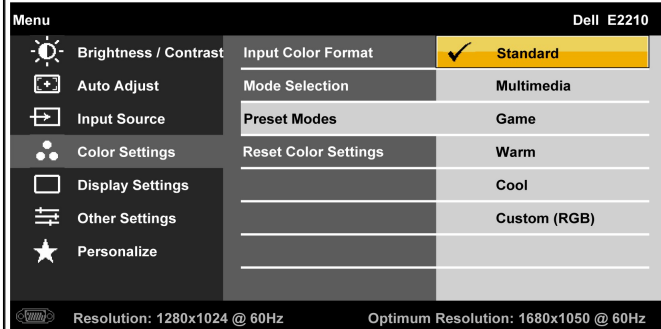 Menu Dell E2210
Brightness / Contrast Input Color Format Standard
Auto Adjust Mode Selection Multimedia
Input Source Preset Modes Game
Color Settings Reset Color Settings Warm
Display Settings Cool
Other Settings Custom (RGB)
Personalize
Resolution: 1280x1024 @ 60Hz Optimum Resolution: 1680x1050 @ 60Hz